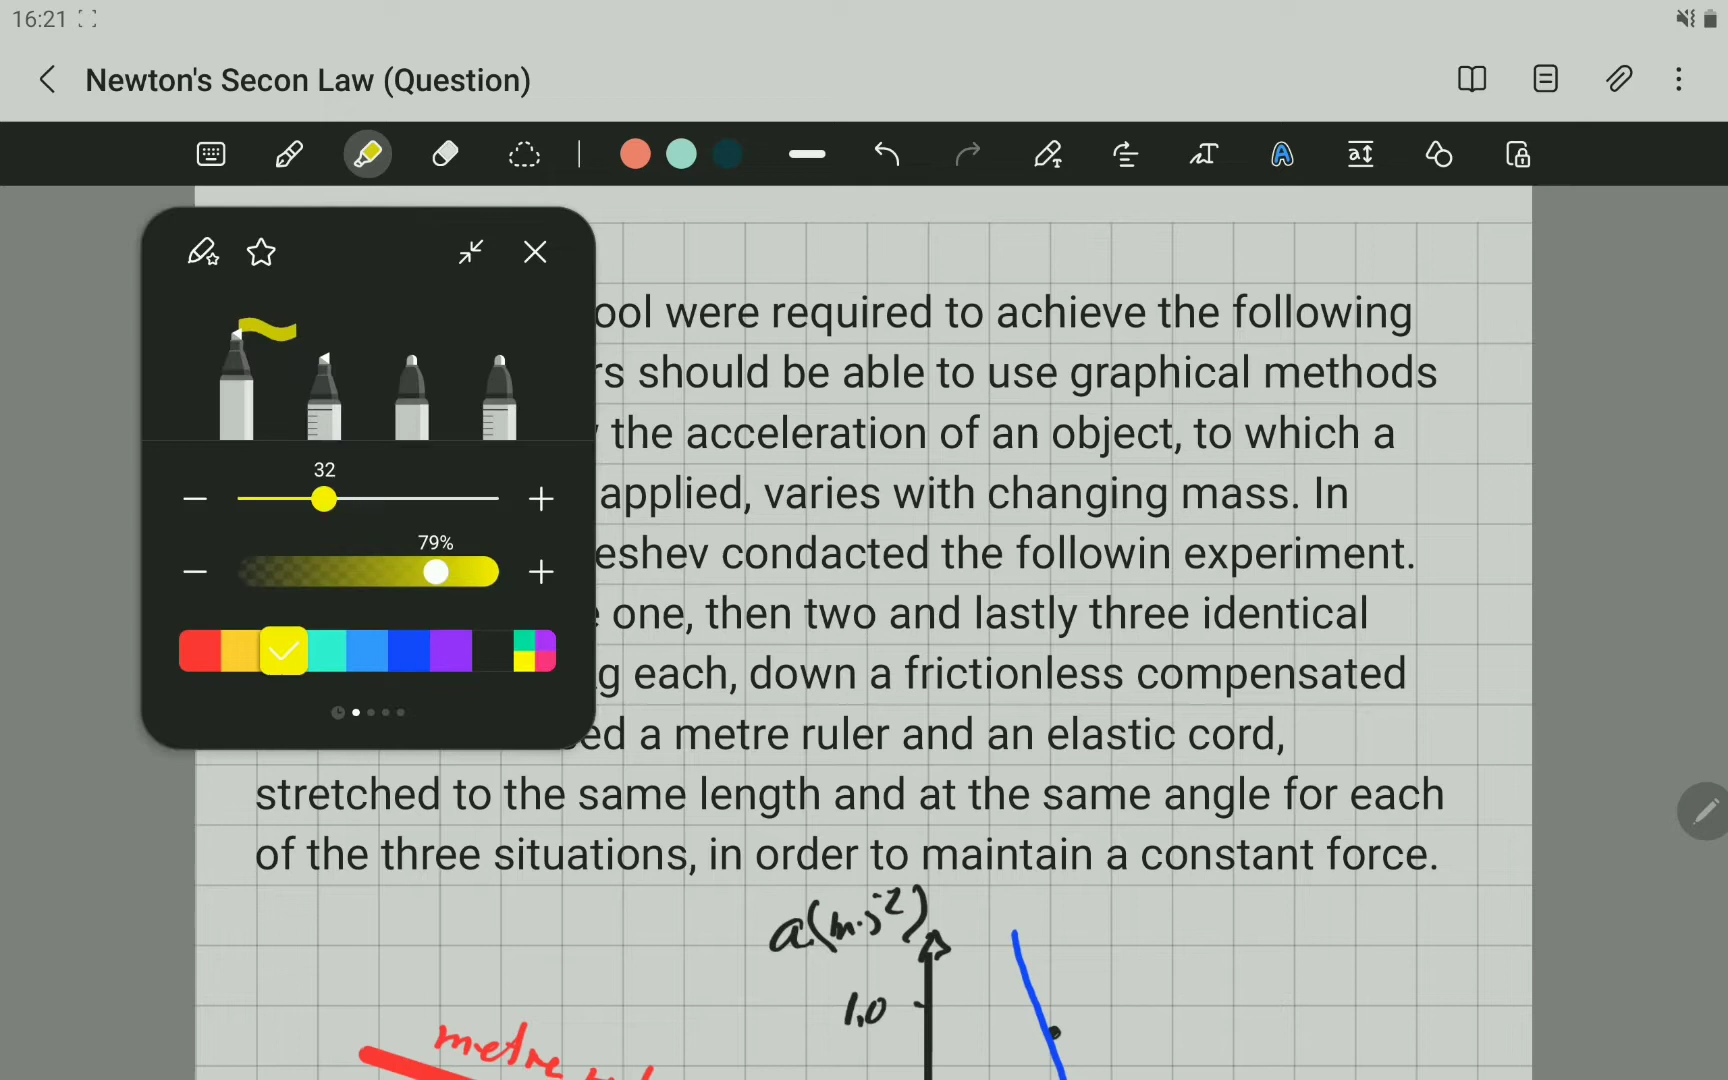 16:21
Newton's Secon Law (Question)
32
79%
ool were required to achieve the following
rs should be able to use graphical methods
the acceleration of an object, to which a
applied, varies with changing mass. In
eshev condacted the followin experiment.
one, then two and lastly three identical
g each, down a frictionless compensated
ed a metre ruler and an elastic cord,
stretched to the same length and at the same angle for each
of the three situations, in order to maintain a constant force.
a(m·s-2)
1,0
metre